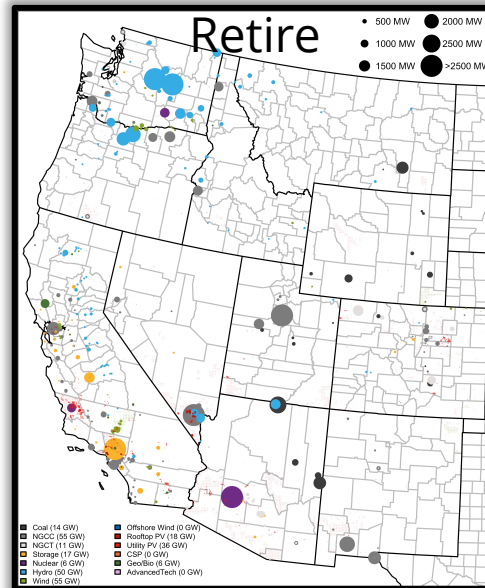 Retire
500 MW
2000 MW
1000 MW
2500 MW
1500 MW
>2500 MW
Coal (14 GW)
NGCC (55 GW)
NGCT (11 GW)
Storage (17 GW)
Nuclear (6 GW)
Hydro (50 GW)
Wind (55 GW)
Offshore Wind (0 GW)
Rooftop PV (18 GW)
Utility PV (36 GW)
CSP (0 GW)
Geo/Bio (6 GW)
AdvancedTech (0 GW)